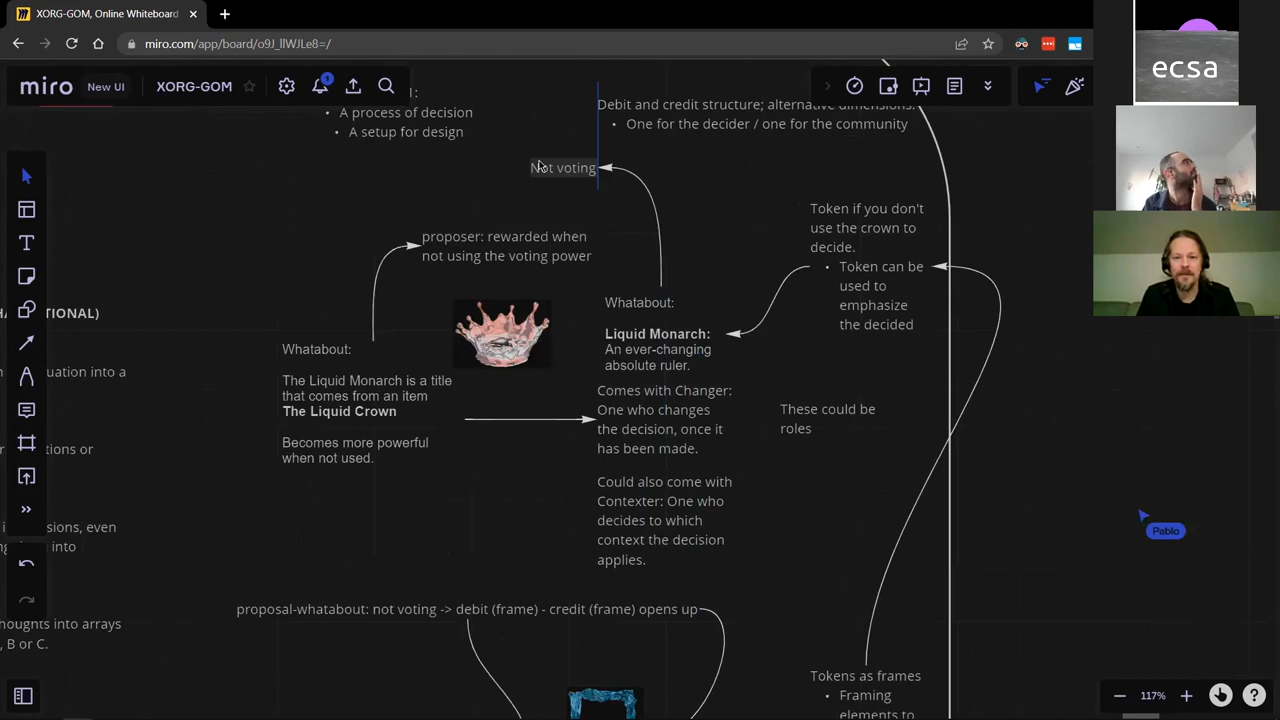 XORG-GOM, Online Whiteboard
miro.com/app/board/o9J_lIWJLe8=/
miro
New UI
XORG-GOM
1
A process of decision
A setup for design
Debit and credit structure; alternative dimensions.
One for the decider / one for the community
Not voting
proposer: rewarded when
not using the voting power
Token if you don't
use the crown to
decide.
Token can be
used to
emphasize
the decided
Whatabout:
Liquid Monarch:
An ever-changing
absolute ruler.
Comes with Changer:
One who changes
the decision, once it
has been made.
Could also come with
Contexter: One who
decides to which
context the decision
applies.
These could be
roles
Whatabout:
The Liquid Monarch is a title
that comes from an item
The Liquid Crown
Becomes more powerful
when not used.
proposal-whatabout: not voting -> debit (frame) - credit (frame) opens up
Tokens as frames
Framing
elements to
uation into a
tions or
isions, even
into
houghts into arrays
, B or C.
Pablo
117%
ecsa